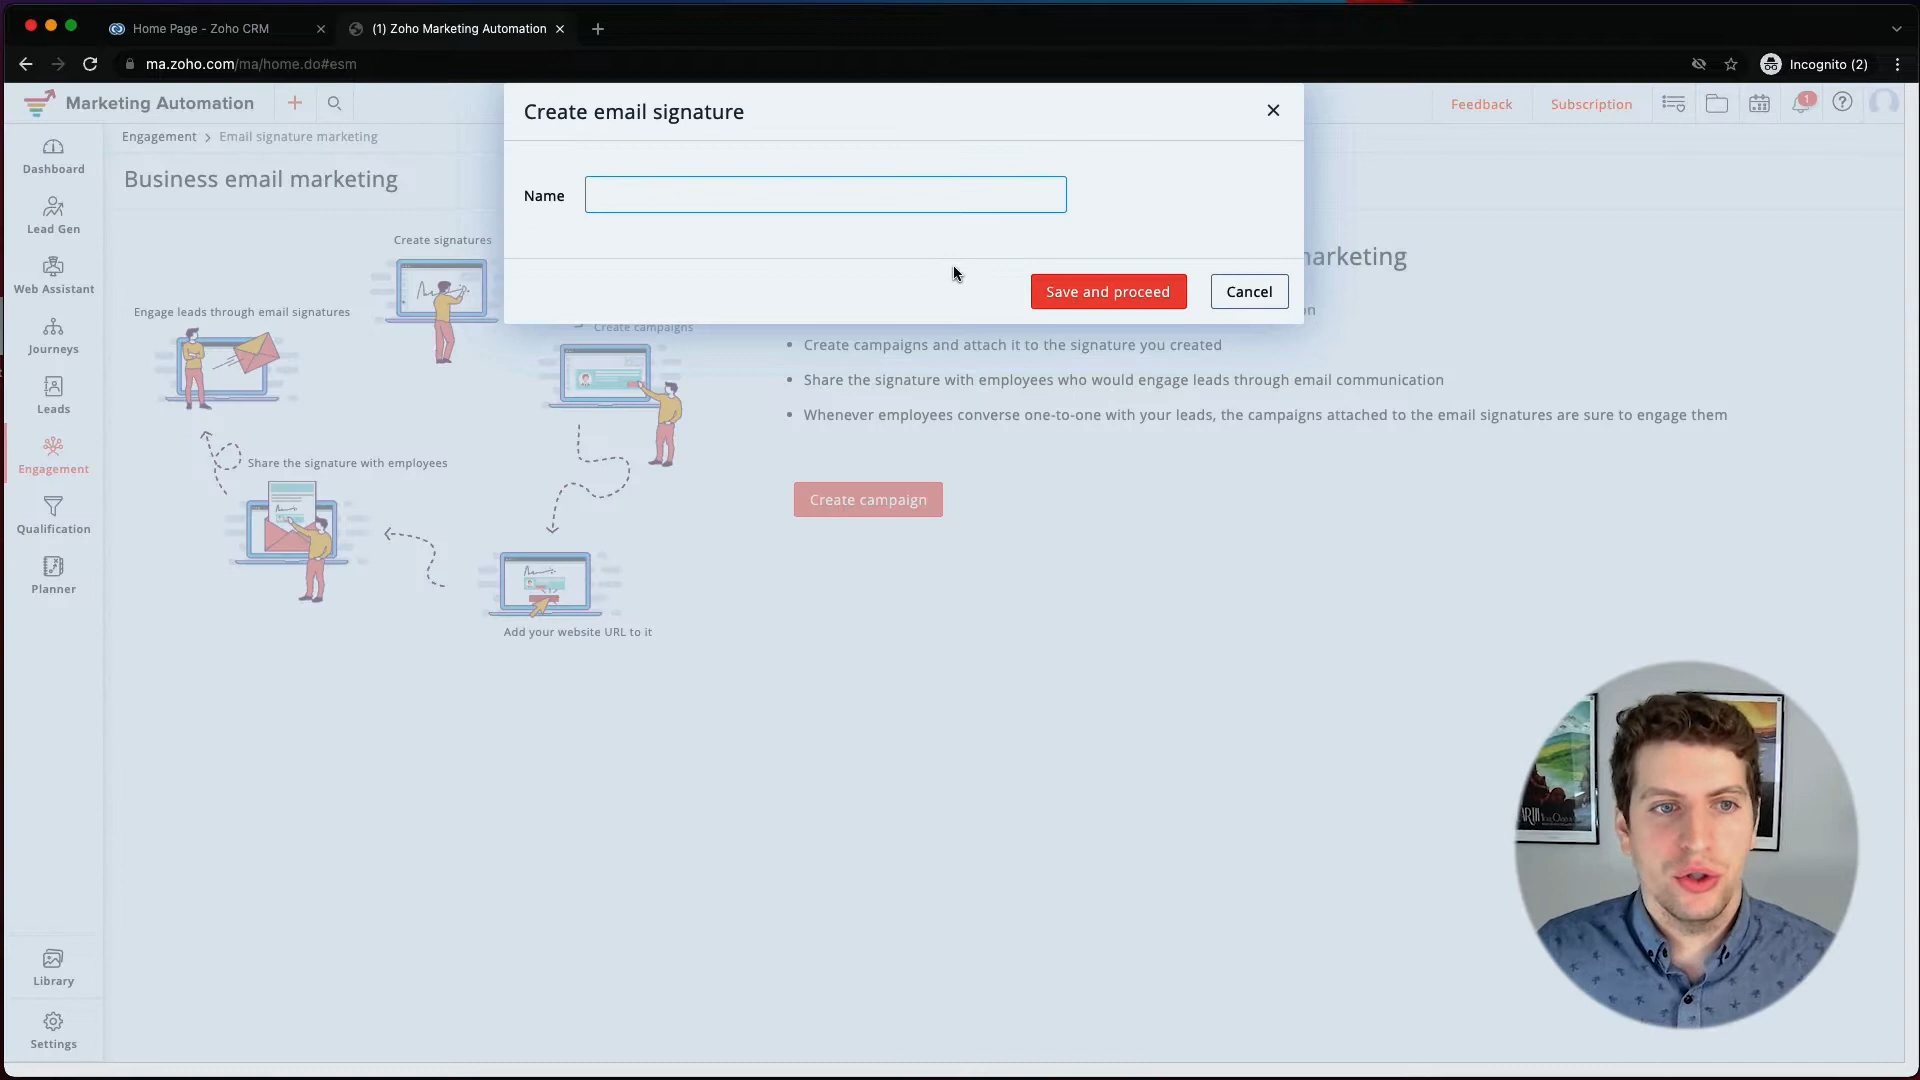 Home Page - Zoho CRM
(1) Zoho Marketing Automation
ma.zoho.com/ma/home.do#esm
Incognito (2)
Marketing Automation
Feedback
Subscription
1
Create email signature
Name
Save and proceed
Cancel
Engagement > Email signature marketing
Business email marketing
Dashboard
Lead Gen
Web Assistant
Journeys
Leads
Engagement
Qualification
Planner
Library
Settings
Create signatures
Engage leads through email signatures
Create campaigns
Share the signature with employees
Add your website URL to it
marketing
on
• Create campaigns and attach it to the signature you created
• Share the signature with employees who would engage leads through email communication
• Whenever employees converse one-to-one with your leads, the campaigns attached to the email signatures are sure to engage them
Create campaign